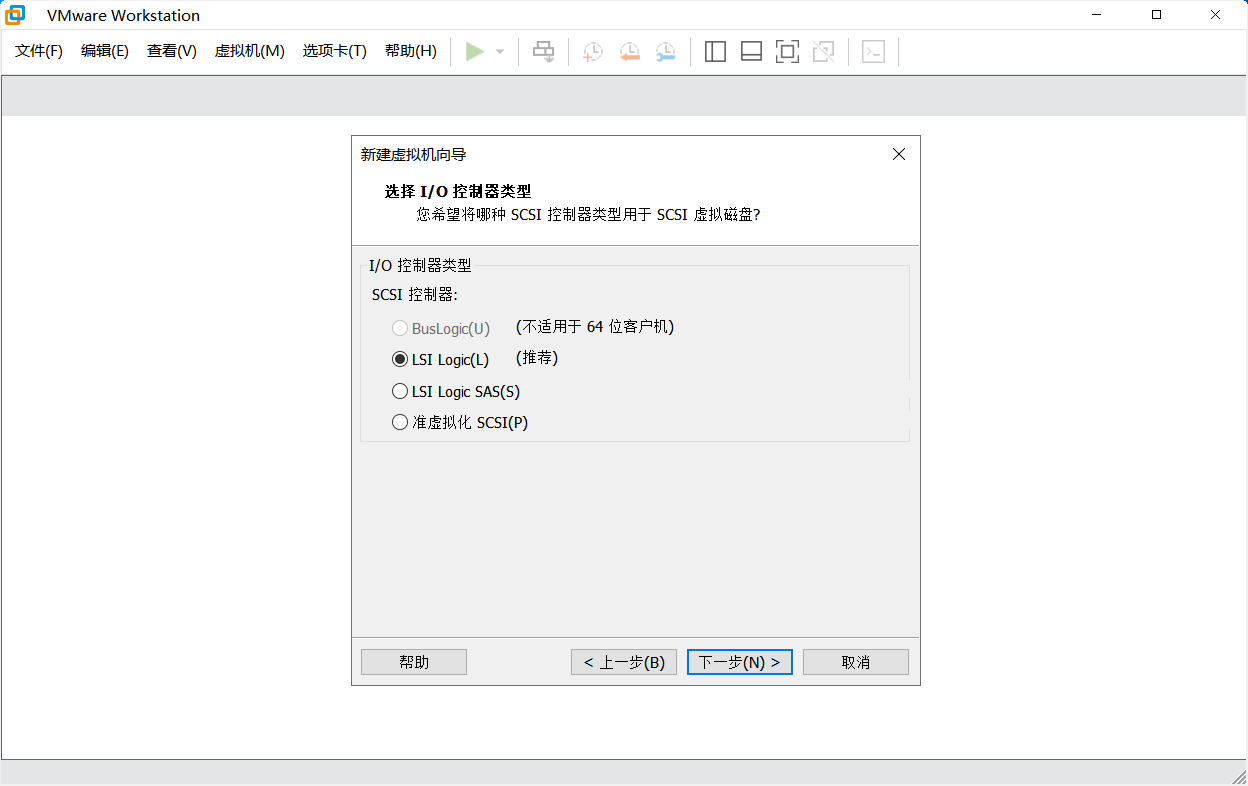 VMware Workstation
文件(F) 编辑(E) 查看(V) 虚拟机(M) 选项卡(T) 帮助(H)
新建虚拟机向导
选择 I/O 控制器类型
您希望将哪种 SCSI 控制器类型用于 SCSI 虚拟磁盘?
I/O 控制器类型
SCSI 控制器:
BusLogic(U) (不适用于 64 位客户机)
LSI Logic(L) (推荐)
LSI Logic SAS(S)
准虚拟化 SCSI(P)
帮助 < 上一步(B) 下一步(N) > 取消